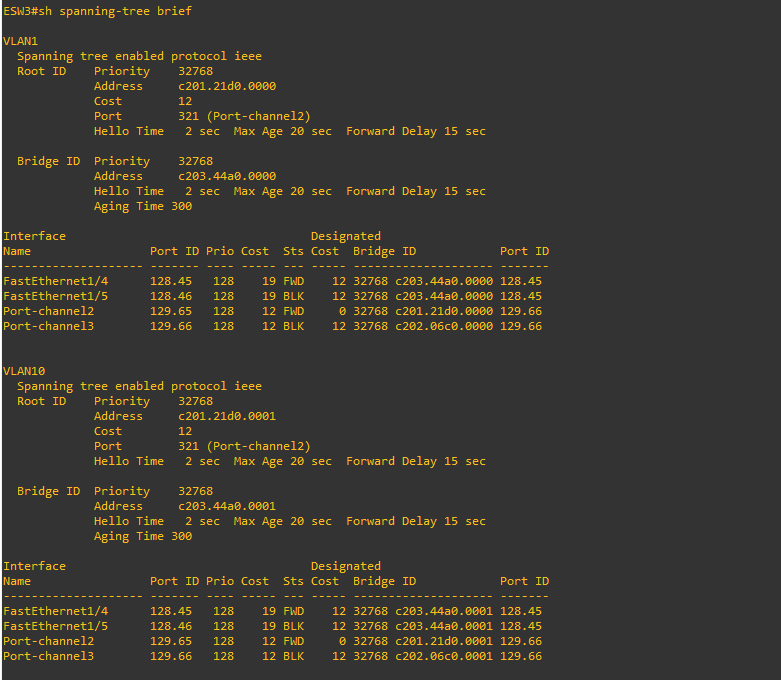 ESW3#sh spanning-tree brief

VLAN1
  Spanning tree enabled protocol ieee
  Root ID    Priority    32768
             Address     c201.21d0.0000
             Cost        12
             Port        321 (Port-channel2)
             Hello Time   2 sec  Max Age 20 sec  Forward Delay 15 sec

  Bridge ID  Priority    32768
             Address     c203.44a0.0000
             Hello Time   2 sec  Max Age 20 sec  Forward Delay 15 sec
             Aging Time 300

Interface                                   Designated
Name                 Port ID Prio Cost  Sts Cost  Bridge ID            Port ID
-------------------- ------- ---- ----- --- ----- -------------------- -------
FastEthernet1/4      128.45   128    19 FWD    12 32768 c203.44a0.0000 128.45
FastEthernet1/5      128.46   128    19 BLK    12 32768 c203.44a0.0000 128.45
Port-channel2        129.65   128    12 FWD     0 32768 c201.21d0.0000 129.66
Port-channel3        129.66   128    12 BLK    12 32768 c202.06c0.0000 129.66


VLAN10
  Spanning tree enabled protocol ieee
  Root ID    Priority    32768
             Address     c201.21d0.0001
             Cost        12
             Port        321 (Port-channel2)
             Hello Time   2 sec  Max Age 20 sec  Forward Delay 15 sec

  Bridge ID  Priority    32768
             Address     c203.44a0.0001
             Hello Time   2 sec  Max Age 20 sec  Forward Delay 15 sec
             Aging Time 300

Interface                                   Designated
Name                 Port ID Prio Cost  Sts Cost  Bridge ID            Port ID
-------------------- ------- ---- ----- --- ----- -------------------- -------
FastEthernet1/4      128.45   128    19 FWD    12 32768 c203.44a0.0001 128.45
FastEthernet1/5      128.46   128    19 BLK    12 32768 c203.44a0.0001 128.45
Port-channel2        129.65   128    12 FWD     0 32768 c201.21d0.0001 129.66
Port-channel3        129.66   128    12 BLK    12 32768 c202.06c0.0001 129.66